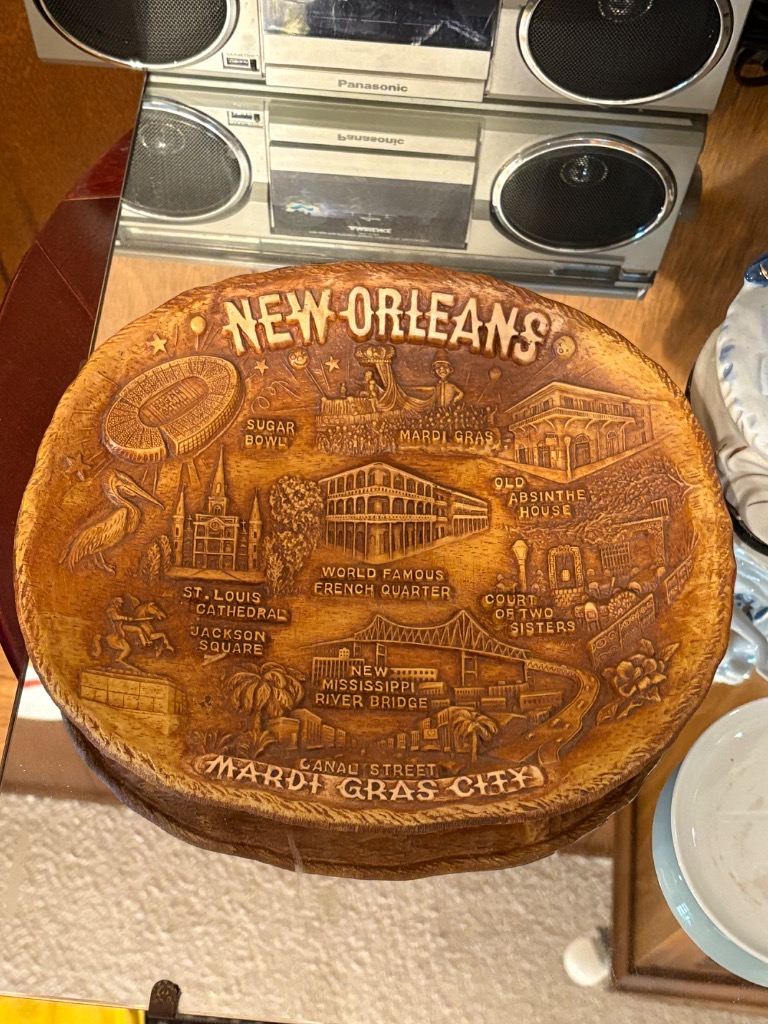 Panasonic
Panasonic
NEW ORLEANS
SUGAR
BOWL
MARDI GRAS
OLD
ABSINTHE
HOUSE
WORLD FAMOUS
FRENCH QUARTER
ST. LOUIS
CATHEDRAL
JACKSON
SQUARE
COURT
OF TWO
SISTERS
NEW
MISSISSIPPI
RIVER BRIDGE
CANAL STREET
MARDI GRAS CITY